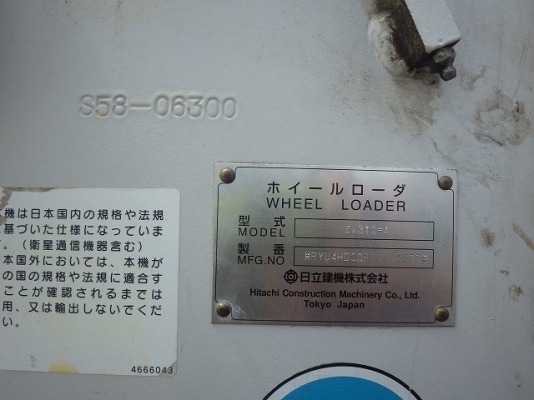 S58-06300
機は日本国内の規格や法規
に基づいた仕様になっていま
す。(衛星通信機器含む)
本国外においては、本機が
の国の規格や法規に適合す
ことが確認されるまでは
用、又は輸出しないでくだ
い。
4666043
ホイールローダ
WHEEL LOADER
型式
MODEL
製番
MFG.NO
日立建機株式会社
Hitachi Construction Machinery Co., Ltd.
Tokyo Japan